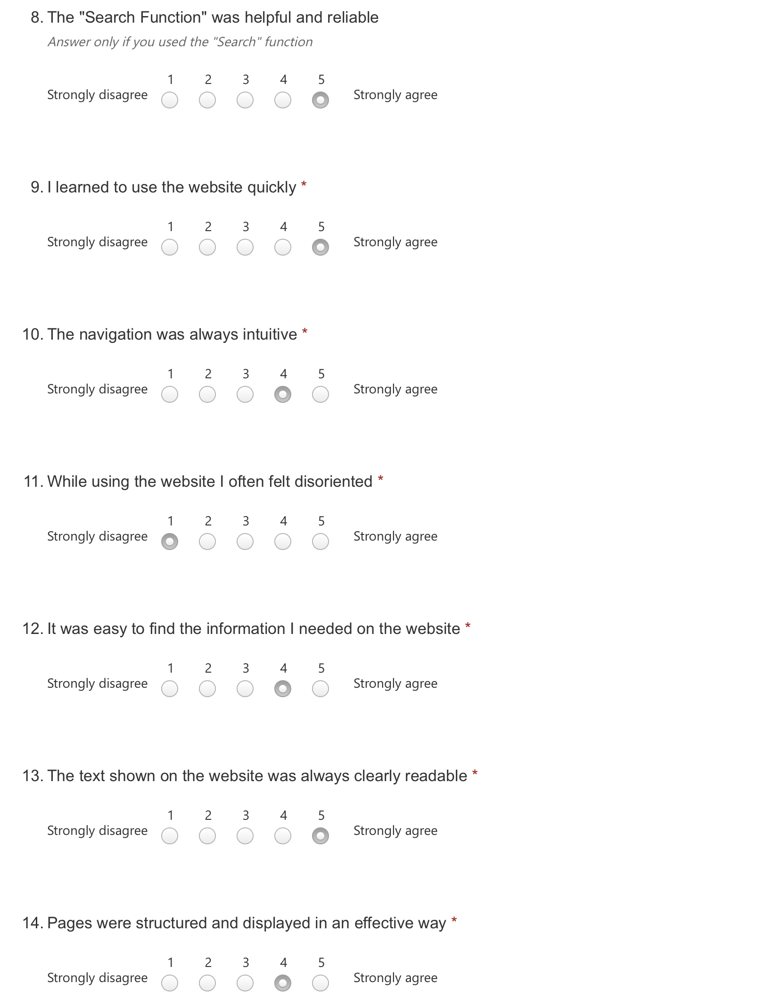 8. The "Search Function" was helpful and reliable
Answer only if you used the "Search" function
1 2 3 4 5
Strongly disagree Strongly agree
9. I learned to use the website quickly *
1 2 3 4 5
Strongly disagree Strongly agree
10. The navigation was always intuitive *
1 2 3 4 5
Strongly disagree Strongly agree
11. While using the website I often felt disoriented *
1 2 3 4 5
Strongly disagree Strongly agree
12. It was easy to find the information I needed on the website *
1 2 3 4 5
Strongly disagree Strongly agree
13. The text shown on the website was always clearly readable *
1 2 3 4 5
Strongly disagree Strongly agree
14. Pages were structured and displayed in an effective way *
1 2 3 4 5
Strongly disagree Strongly agree